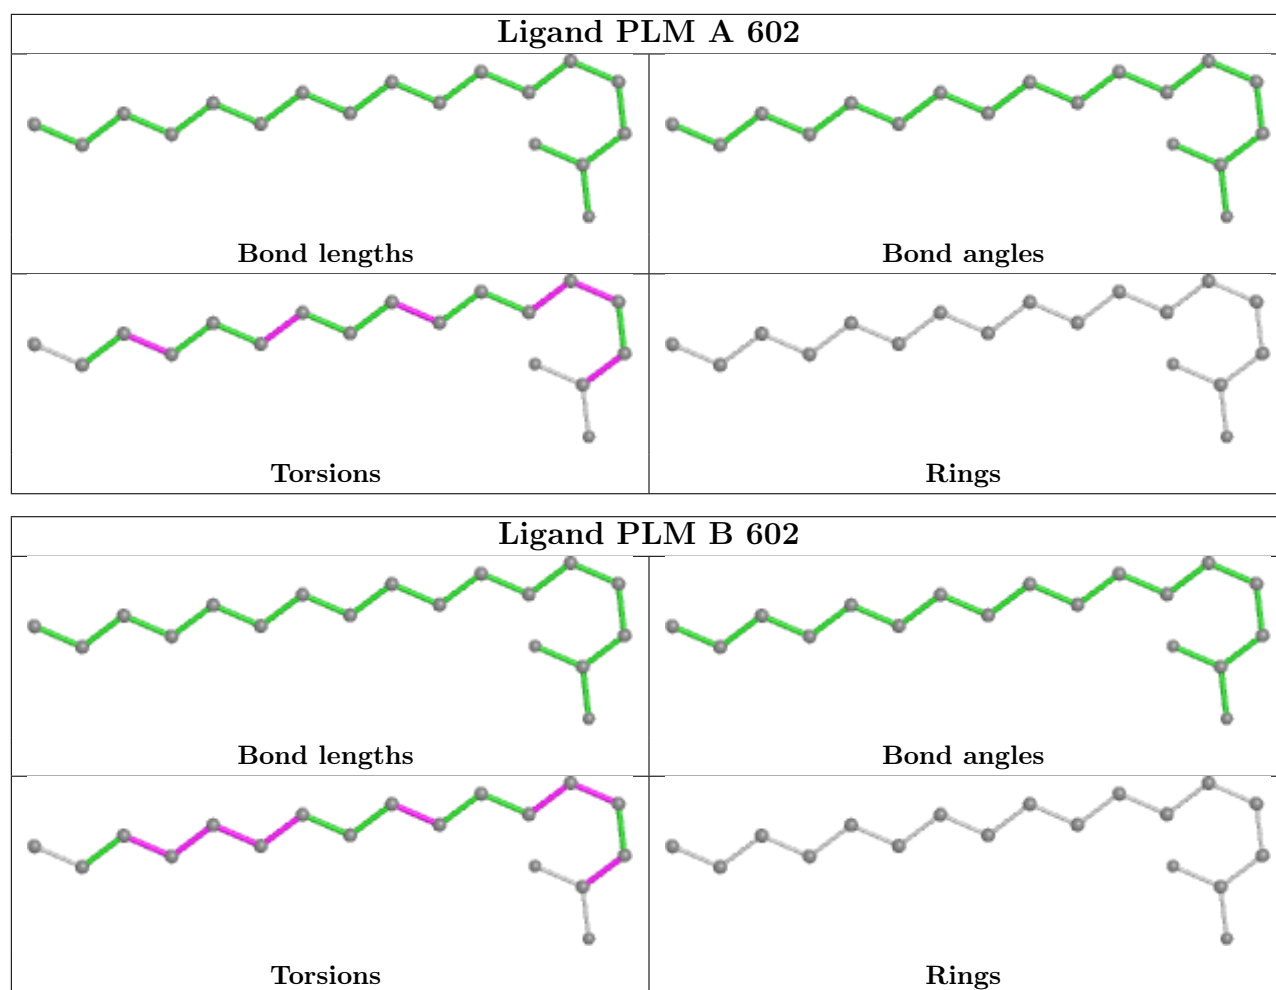 Ligand PLM A 602
Bond lengths
Bond angles
Torsions
Rings
Ligand PLM B 602
Bond lengths
Bond angles
Torsions
Rings